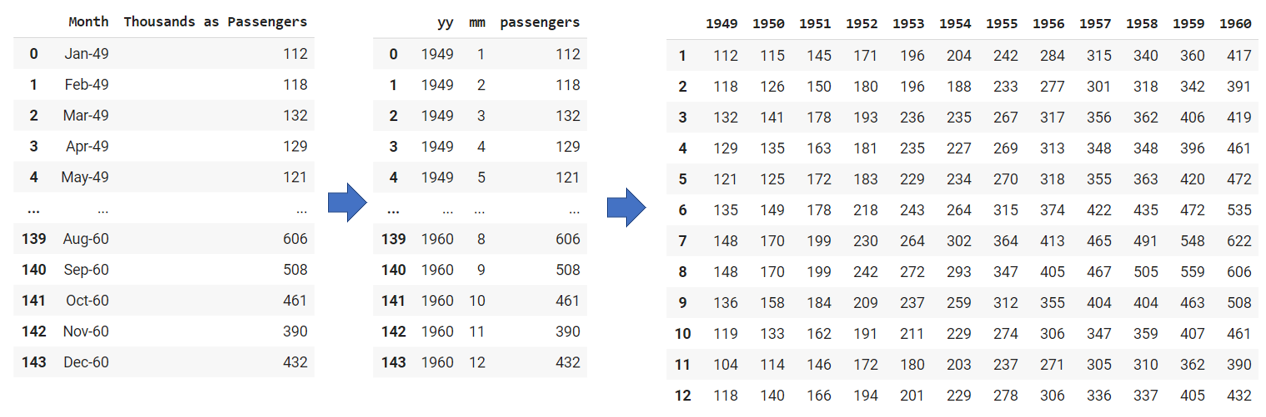 Month Thousands as Passengers
0 Jan-49 112
1 Feb-49 118
2 Mar-49 132
3 Apr-49 129
4 May-49 121
... ... ...
139 Aug-60 606
140 Sep-60 508
141 Oct-60 461
142 Nov-60 390
143 Dec-60 432
yy mm passengers
0 1949 1 112
1 1949 2 118
2 1949 3 132
3 1949 4 129
4 1949 5 121
... ... ... ...
139 1960 8 606
140 1960 9 508
141 1960 10 461
142 1960 11 390
143 1960 12 432
1949 1950 1951 1952 1953 1954 1955 1956 1957 1958 1959 1960
1 112 115 145 171 196 204 242 284 315 340 360 417
2 118 126 150 180 196 188 233 277 301 318 342 391
3 132 141 178 193 236 235 267 317 356 362 406 419
4 129 135 163 181 235 227 269 313 348 348 396 461
5 121 125 172 183 229 234 270 318 355 363 420 472
6 135 149 178 218 243 264 315 374 422 435 472 535
7 148 170 199 230 264 302 364 413 465 491 548 622
8 148 170 199 242 272 293 347 405 467 505 559 606
9 136 158 184 209 237 259 312 355 404 404 463 508
10 119 133 162 191 211 229 274 306 347 359 407 461
11 104 114 146 172 180 203 237 271 305 310 362 390
12 118 140 166 194 201 229 278 306 336 337 405 432